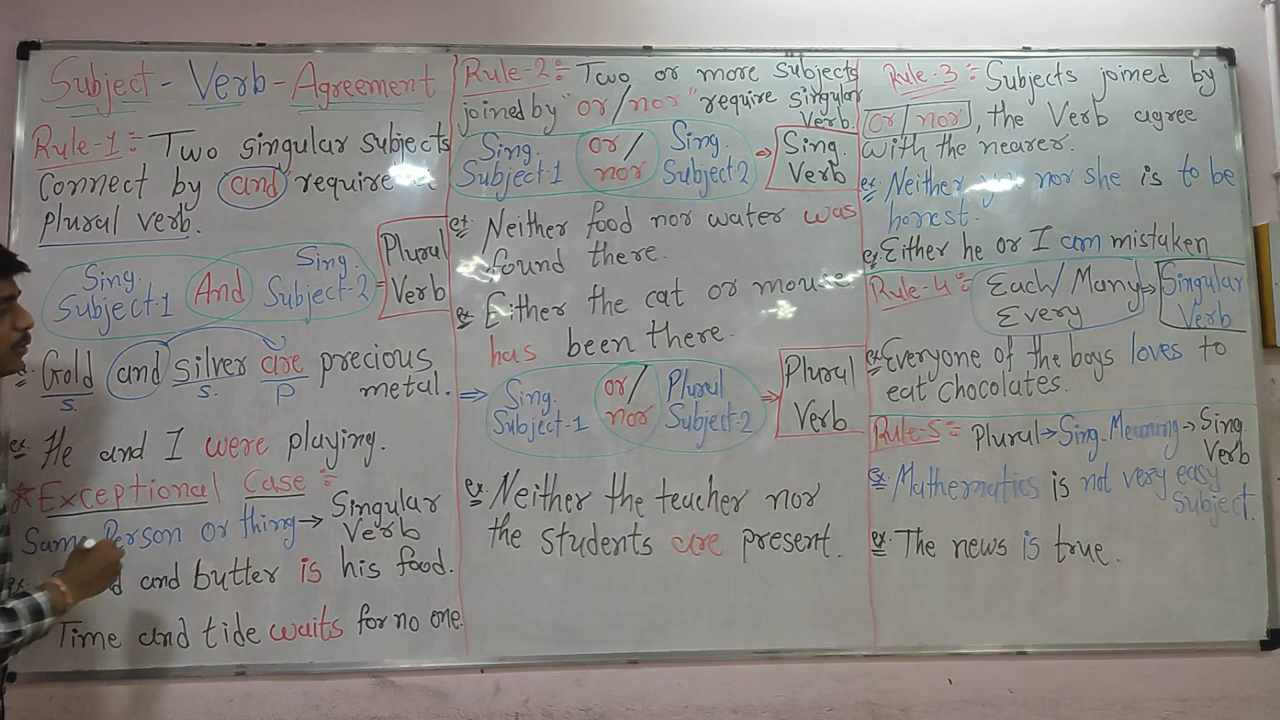 Subject-Verb-Agreement
Rule-1 :- Two singular subjects
connect by and require a
plural verb.
Sing. Subject-1 And Sing. Subject-2 = Plural Verb
Gold and silver are precious
s. s. P metal.
ex: He and I were playing.
*Exceptional Case :-
Same Person or thing → Singular Verb
and butter is his food.
Time and tide waits for no one.
Rule-2 :- Two or more subjects
joined by "or/nor" require singular
Verb.
Sing. Subject-1 or/nor Sing. Subject-2 ⇒ Sing. Verb
ex: Neither food nor water was
found there.
ex: Either the cat or mouse
has been there.
⇒ Sing. Subject-1 or/nor Plural Subject-2 ⇒ Plural Verb
ex: Neither the teacher nor
the students are present.
Rule-3 :- Subjects joined by
or/nor, the Verb agree
with the nearer.
ex: Neither you nor she is to be
honest.
ex: Either he or I am mistaken
Rule-4 :- Each/Many Every → Singular Verb
ex: Everyone of the boys loves to
eat chocolates.
Rule-5 :- Plural → Sing. Meaning → Sing. Verb
ex: Mathematics is not very easy
subject.
ex: The news is true.